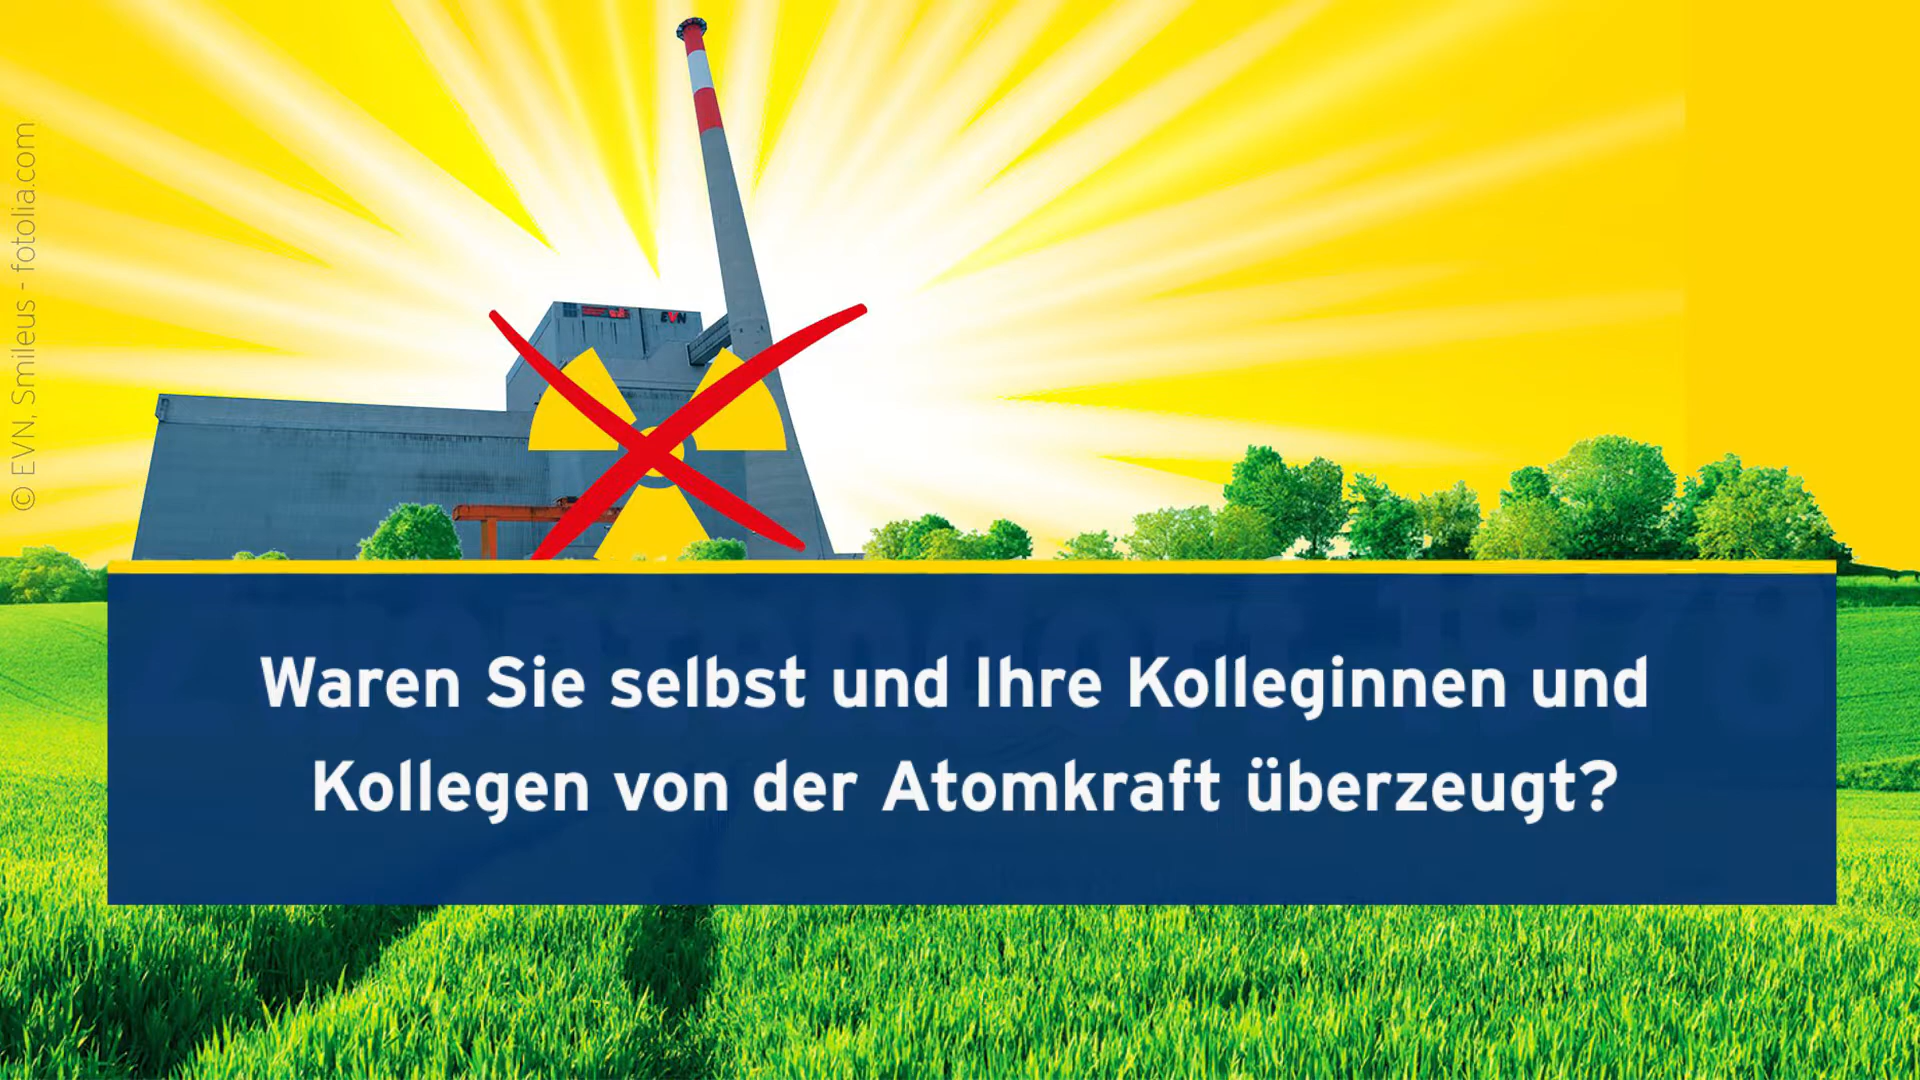 © EVN, Smileus - fotolia.com
EVN
Waren Sie selbst und Ihre Kolleginnen und
Kollegen von der Atomkraft überzeugt?